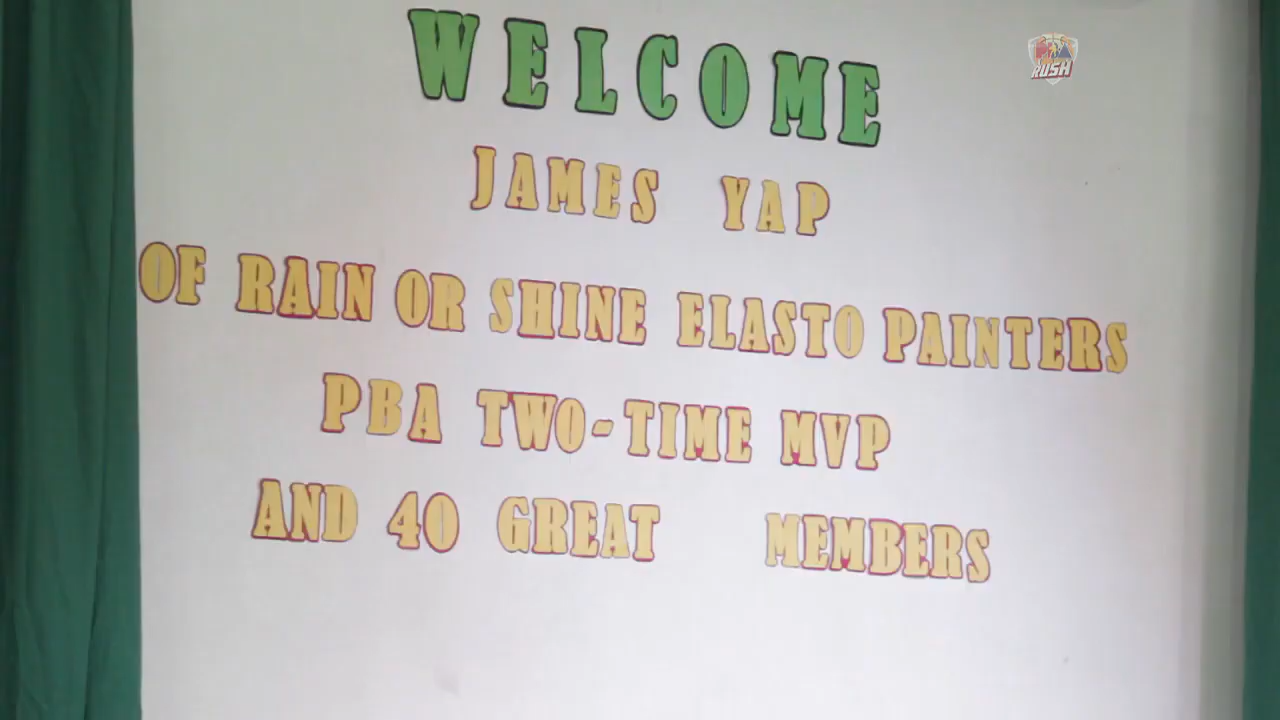 WELCOME
JAMES YAP
OF RAIN OR SHINE ELASTO PAINTERS
PBA TWO-TIME MVP
AND 40 GREAT MEMBERS
RUSH